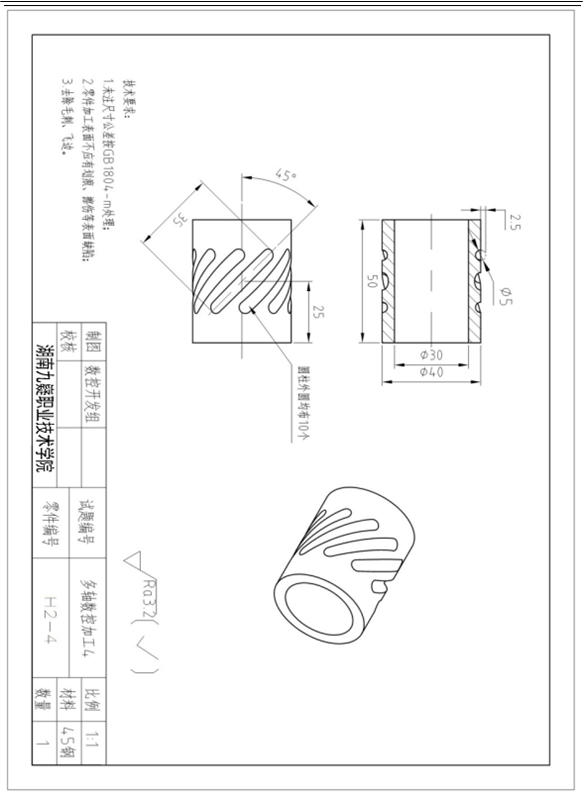 2.5
Φ5
50
Φ30
Φ40
45°
35
25
圆柱外圆均布10个
Ra3.2(√)
技术要求:
1.未注尺寸公差按GB1804-m处理;
2.零件加工表面不应有划痕、擦伤等表面缺陷;
3.去除毛刺、飞边。
制图 数控开发组 试题编号 多轴数控加工4 比例 1:1
校核 材料 45钢
湖南九嶷职业技术学院 零件编号 H2-4 数量 1